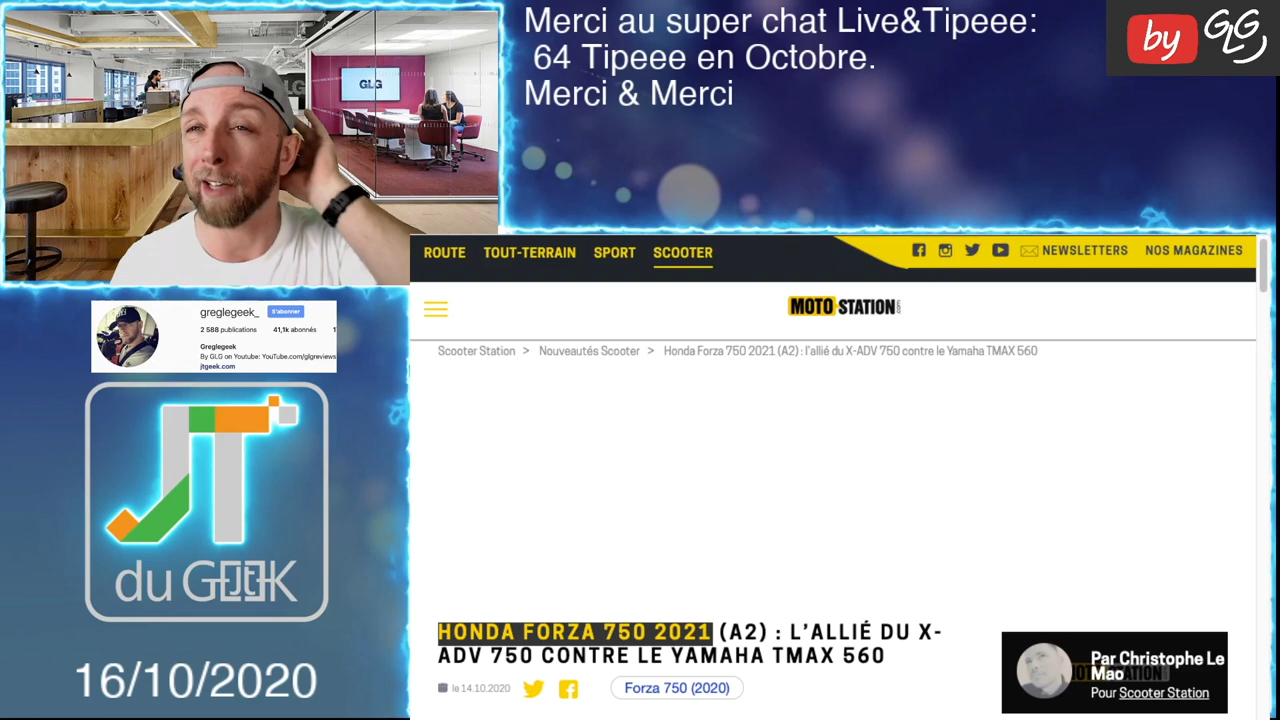 Merci au super chat Live&Tipeee:
64 Tipeee en Octobre.
Merci & Merci
by GLG
GLG
ROUTE TOUT-TERRAIN SPORT SCOOTER
NEWSLETTERS NOS MAGAZINES
MOTO STATION
Scooter Station > Nouveautés Scooter > Honda Forza 750 2021 (A2) : l'allié du X-ADV 750 contre le Yamaha TMAX 560
greglegeek_ S'abonner
2 588 publications 41,1k abonnés 1
Greglegeek
By GLG on Youtube: YouTube.com/glgreviews
jtgeek.com
JT
du GEEK
16/10/2020
HONDA FORZA 750 2021 (A2) : L'ALLIÉ DU X-
ADV 750 CONTRE LE YAMAHA TMAX 560
le 14.10.2020
Forza 750 (2020)
Par Christophe Le
Mao
Pour Scooter Station